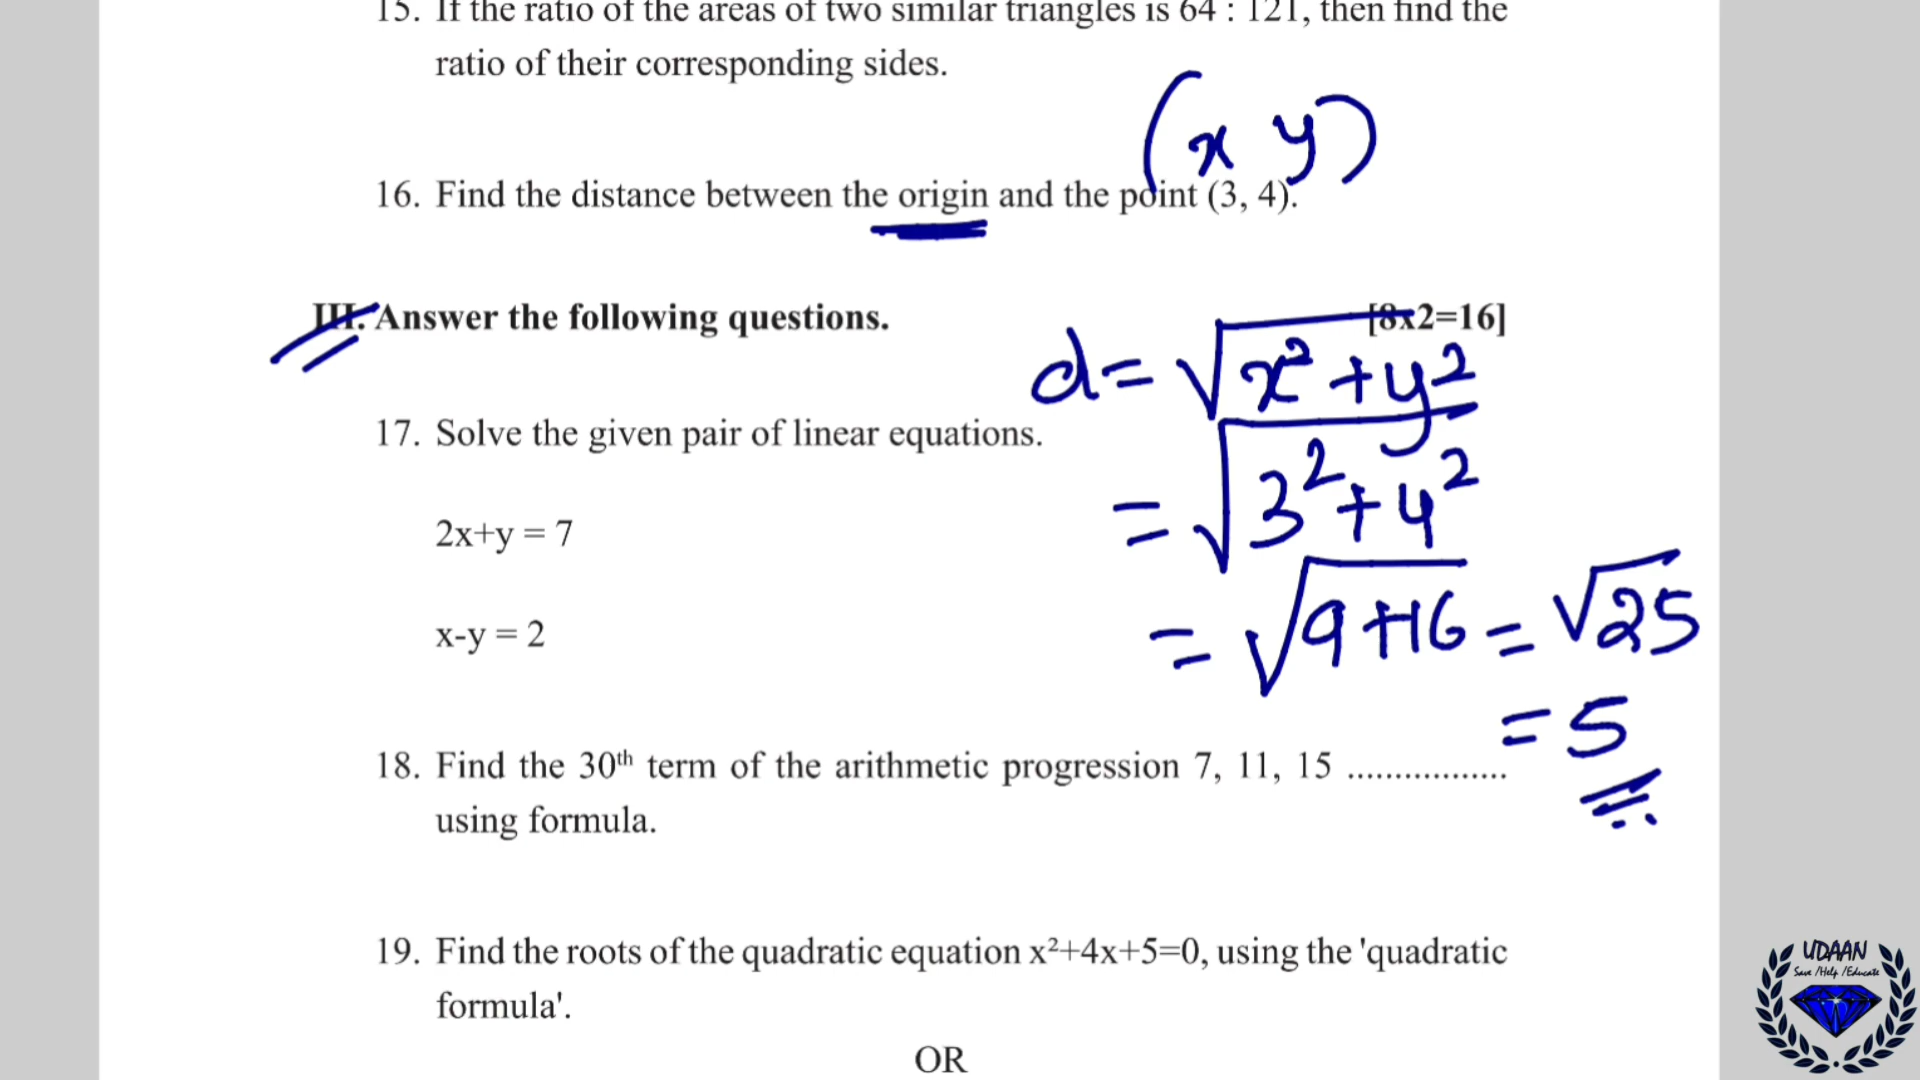 15. If the ratio of the areas of two similar triangles is 64 : 121, then find the
ratio of their corresponding sides.
(x y)
16. Find the distance between the origin and the point (3, 4).
III. Answer the following questions. [8x2=16]
d = √x²+y²
17. Solve the given pair of linear equations.
= √3²+4²
2x+y = 7
= √9+16 = √25
x-y = 2
= 5
18. Find the 30th term of the arithmetic progression 7, 11, 15 .................
using formula.
19. Find the roots of the quadratic equation x²+4x+5=0, using the 'quadratic
formula'.
OR
UDAAN
Save /Help /Educate